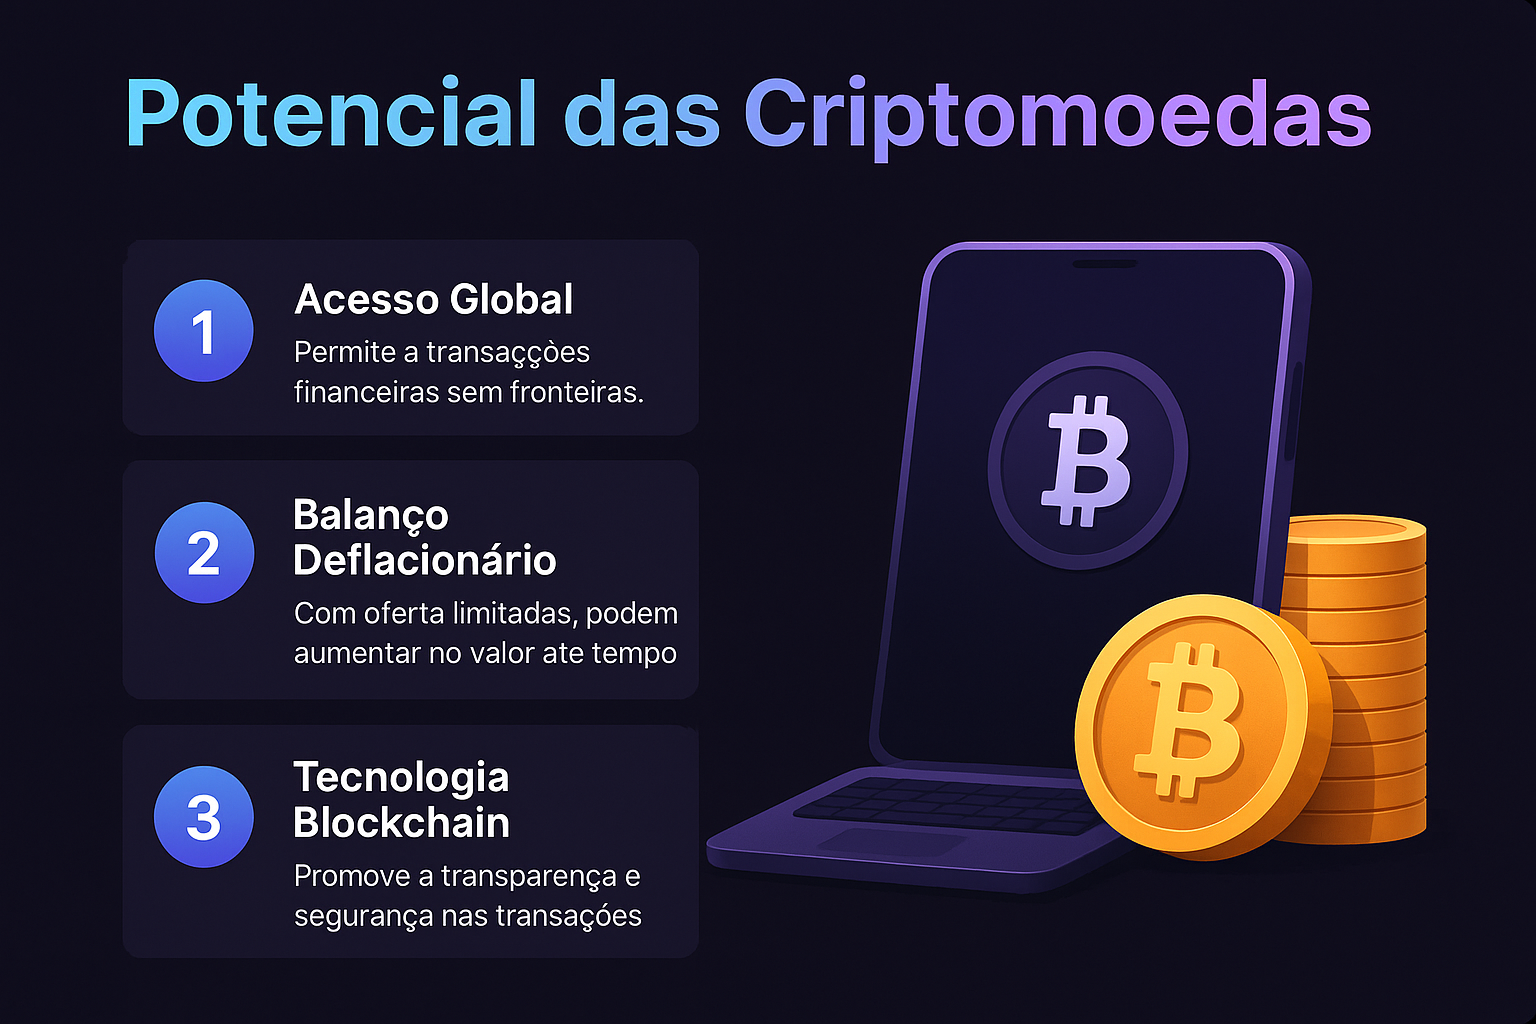 Potencial das Criptomoedas
1
Acesso Global
Permite a transaççòes
financeiras sem fronteiras.
2
Balanço
Deflacionário
Com oferta limitadas, podem
aumentar no valor ate tempo
3
Tecnologia
Blockchain
Promove a transparença e
segurança nas transaçóes